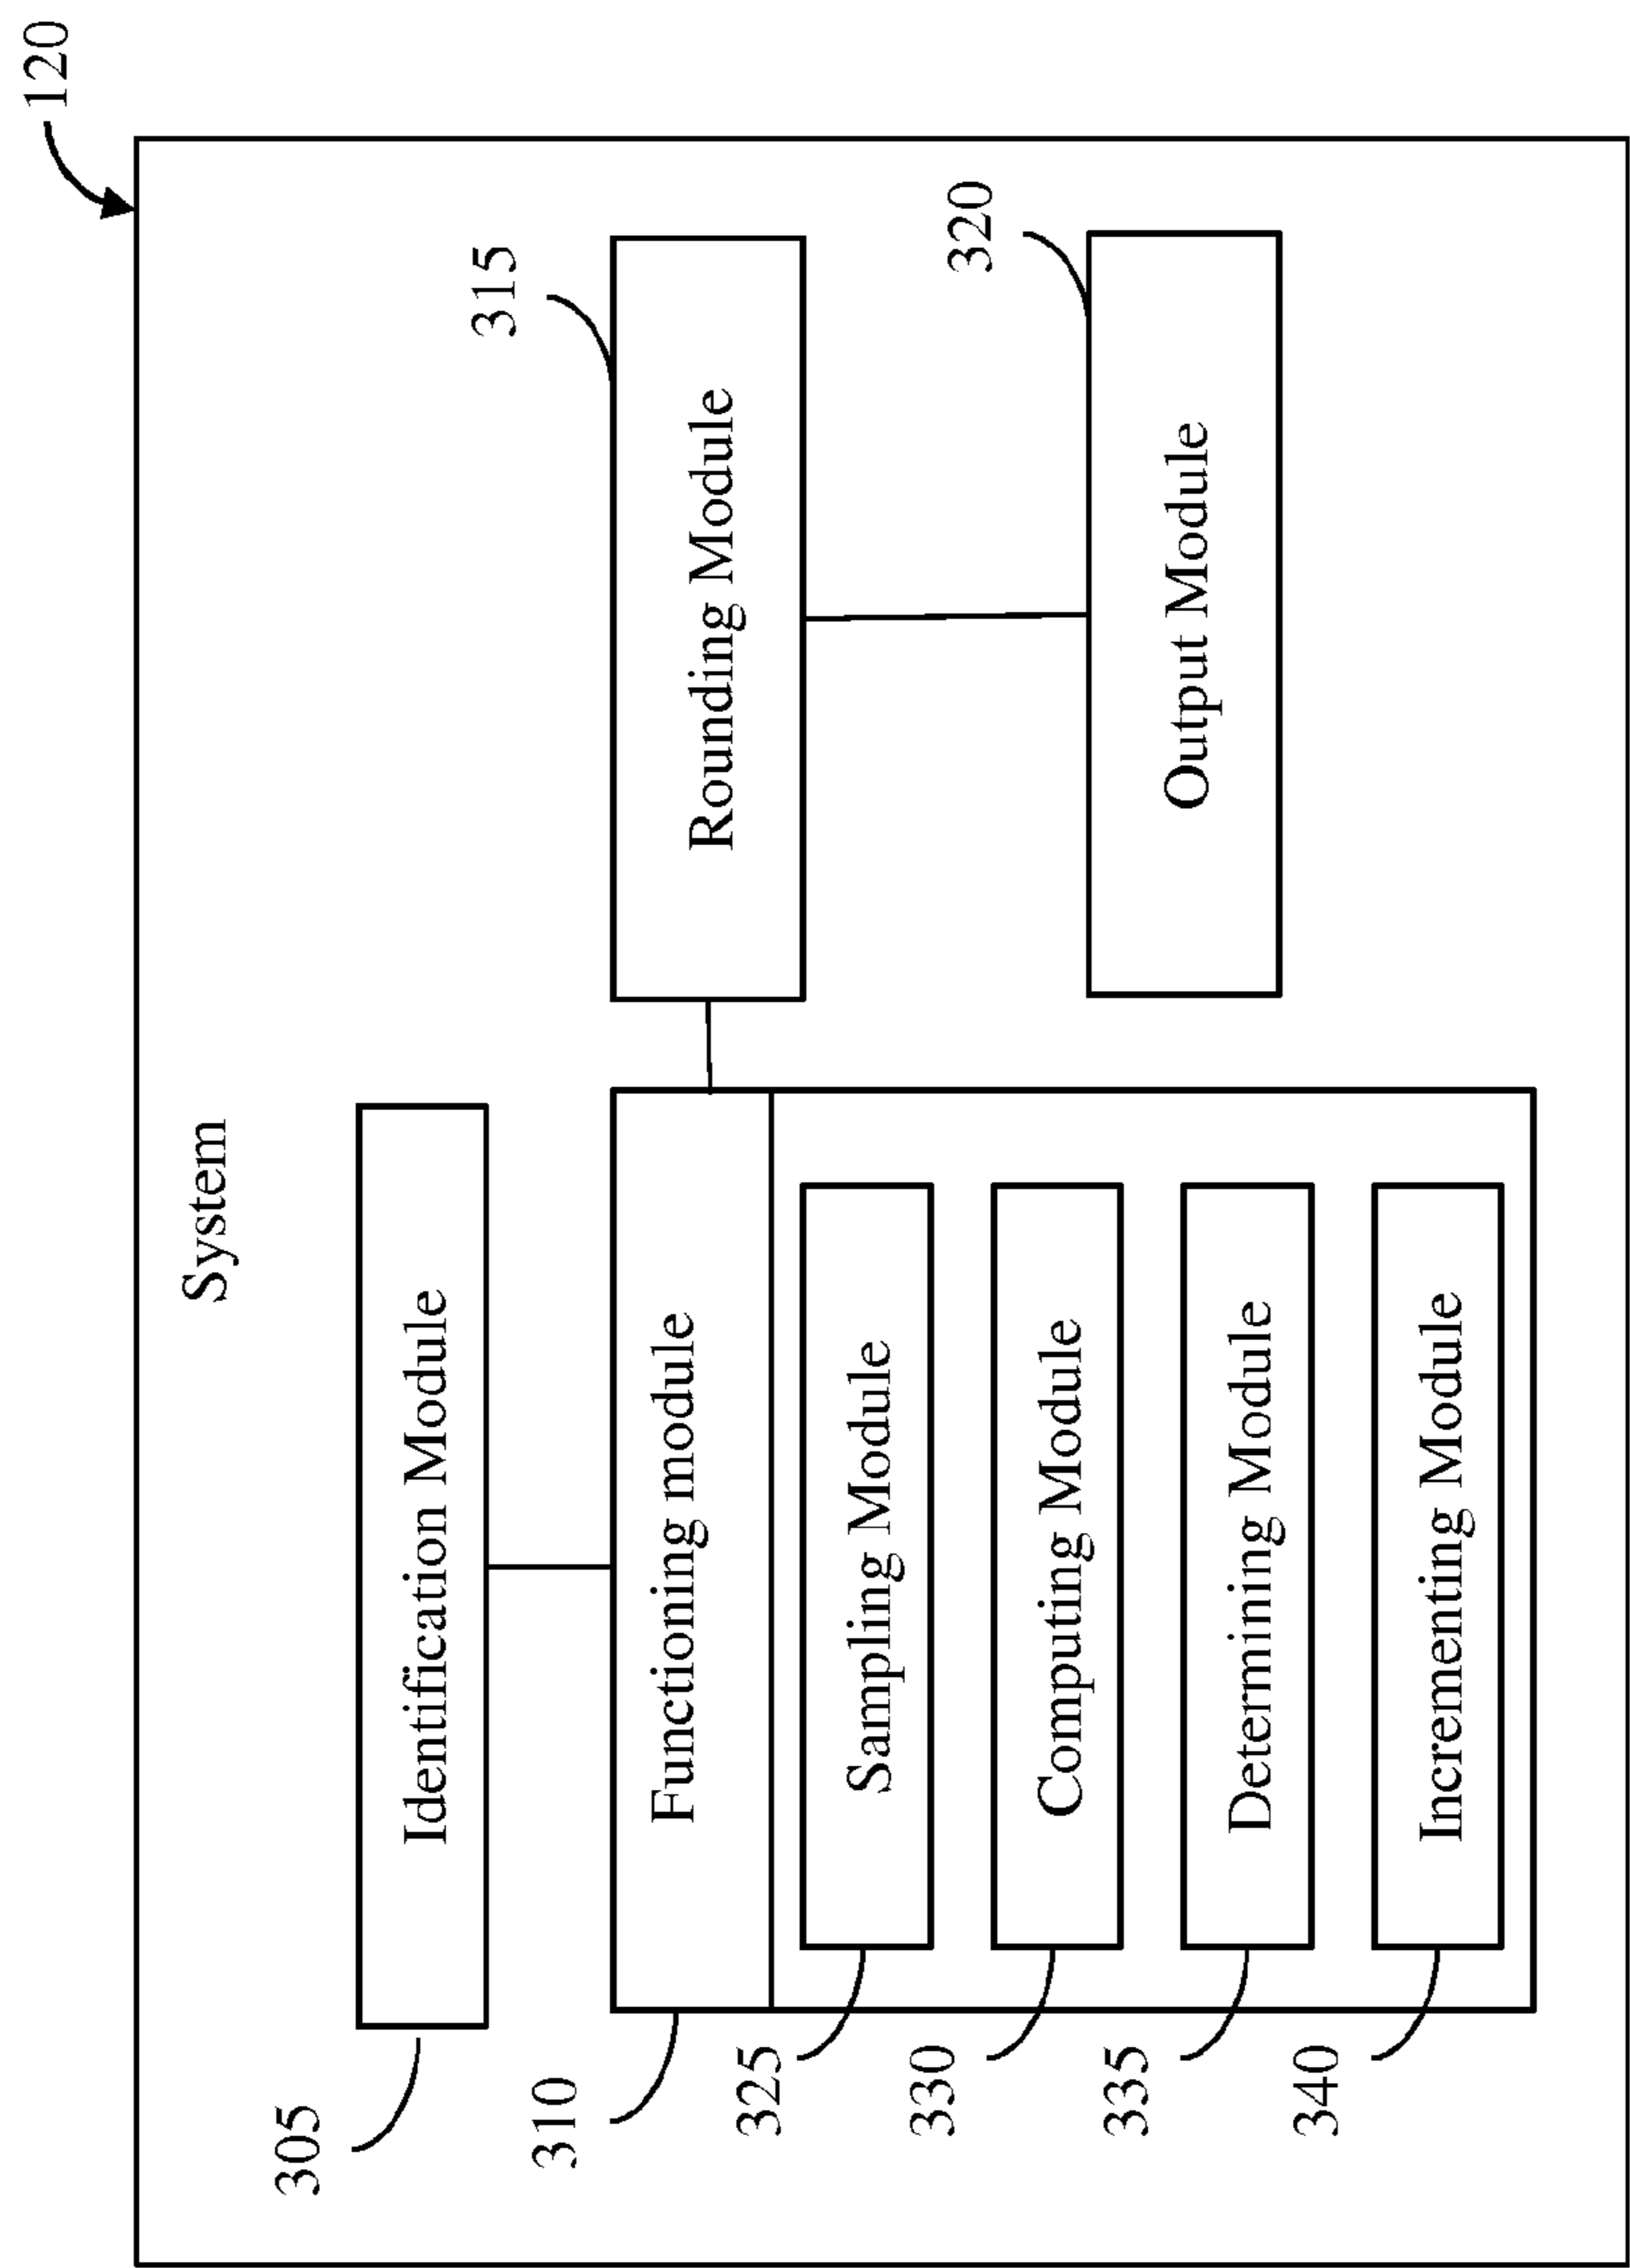 120
System
305
Identification Module
310
Functioning module
315
Rounding Module
325
Sampling Module
330
Computing Module
335
Determining Module
340
Incrementing Module
320
Output Module